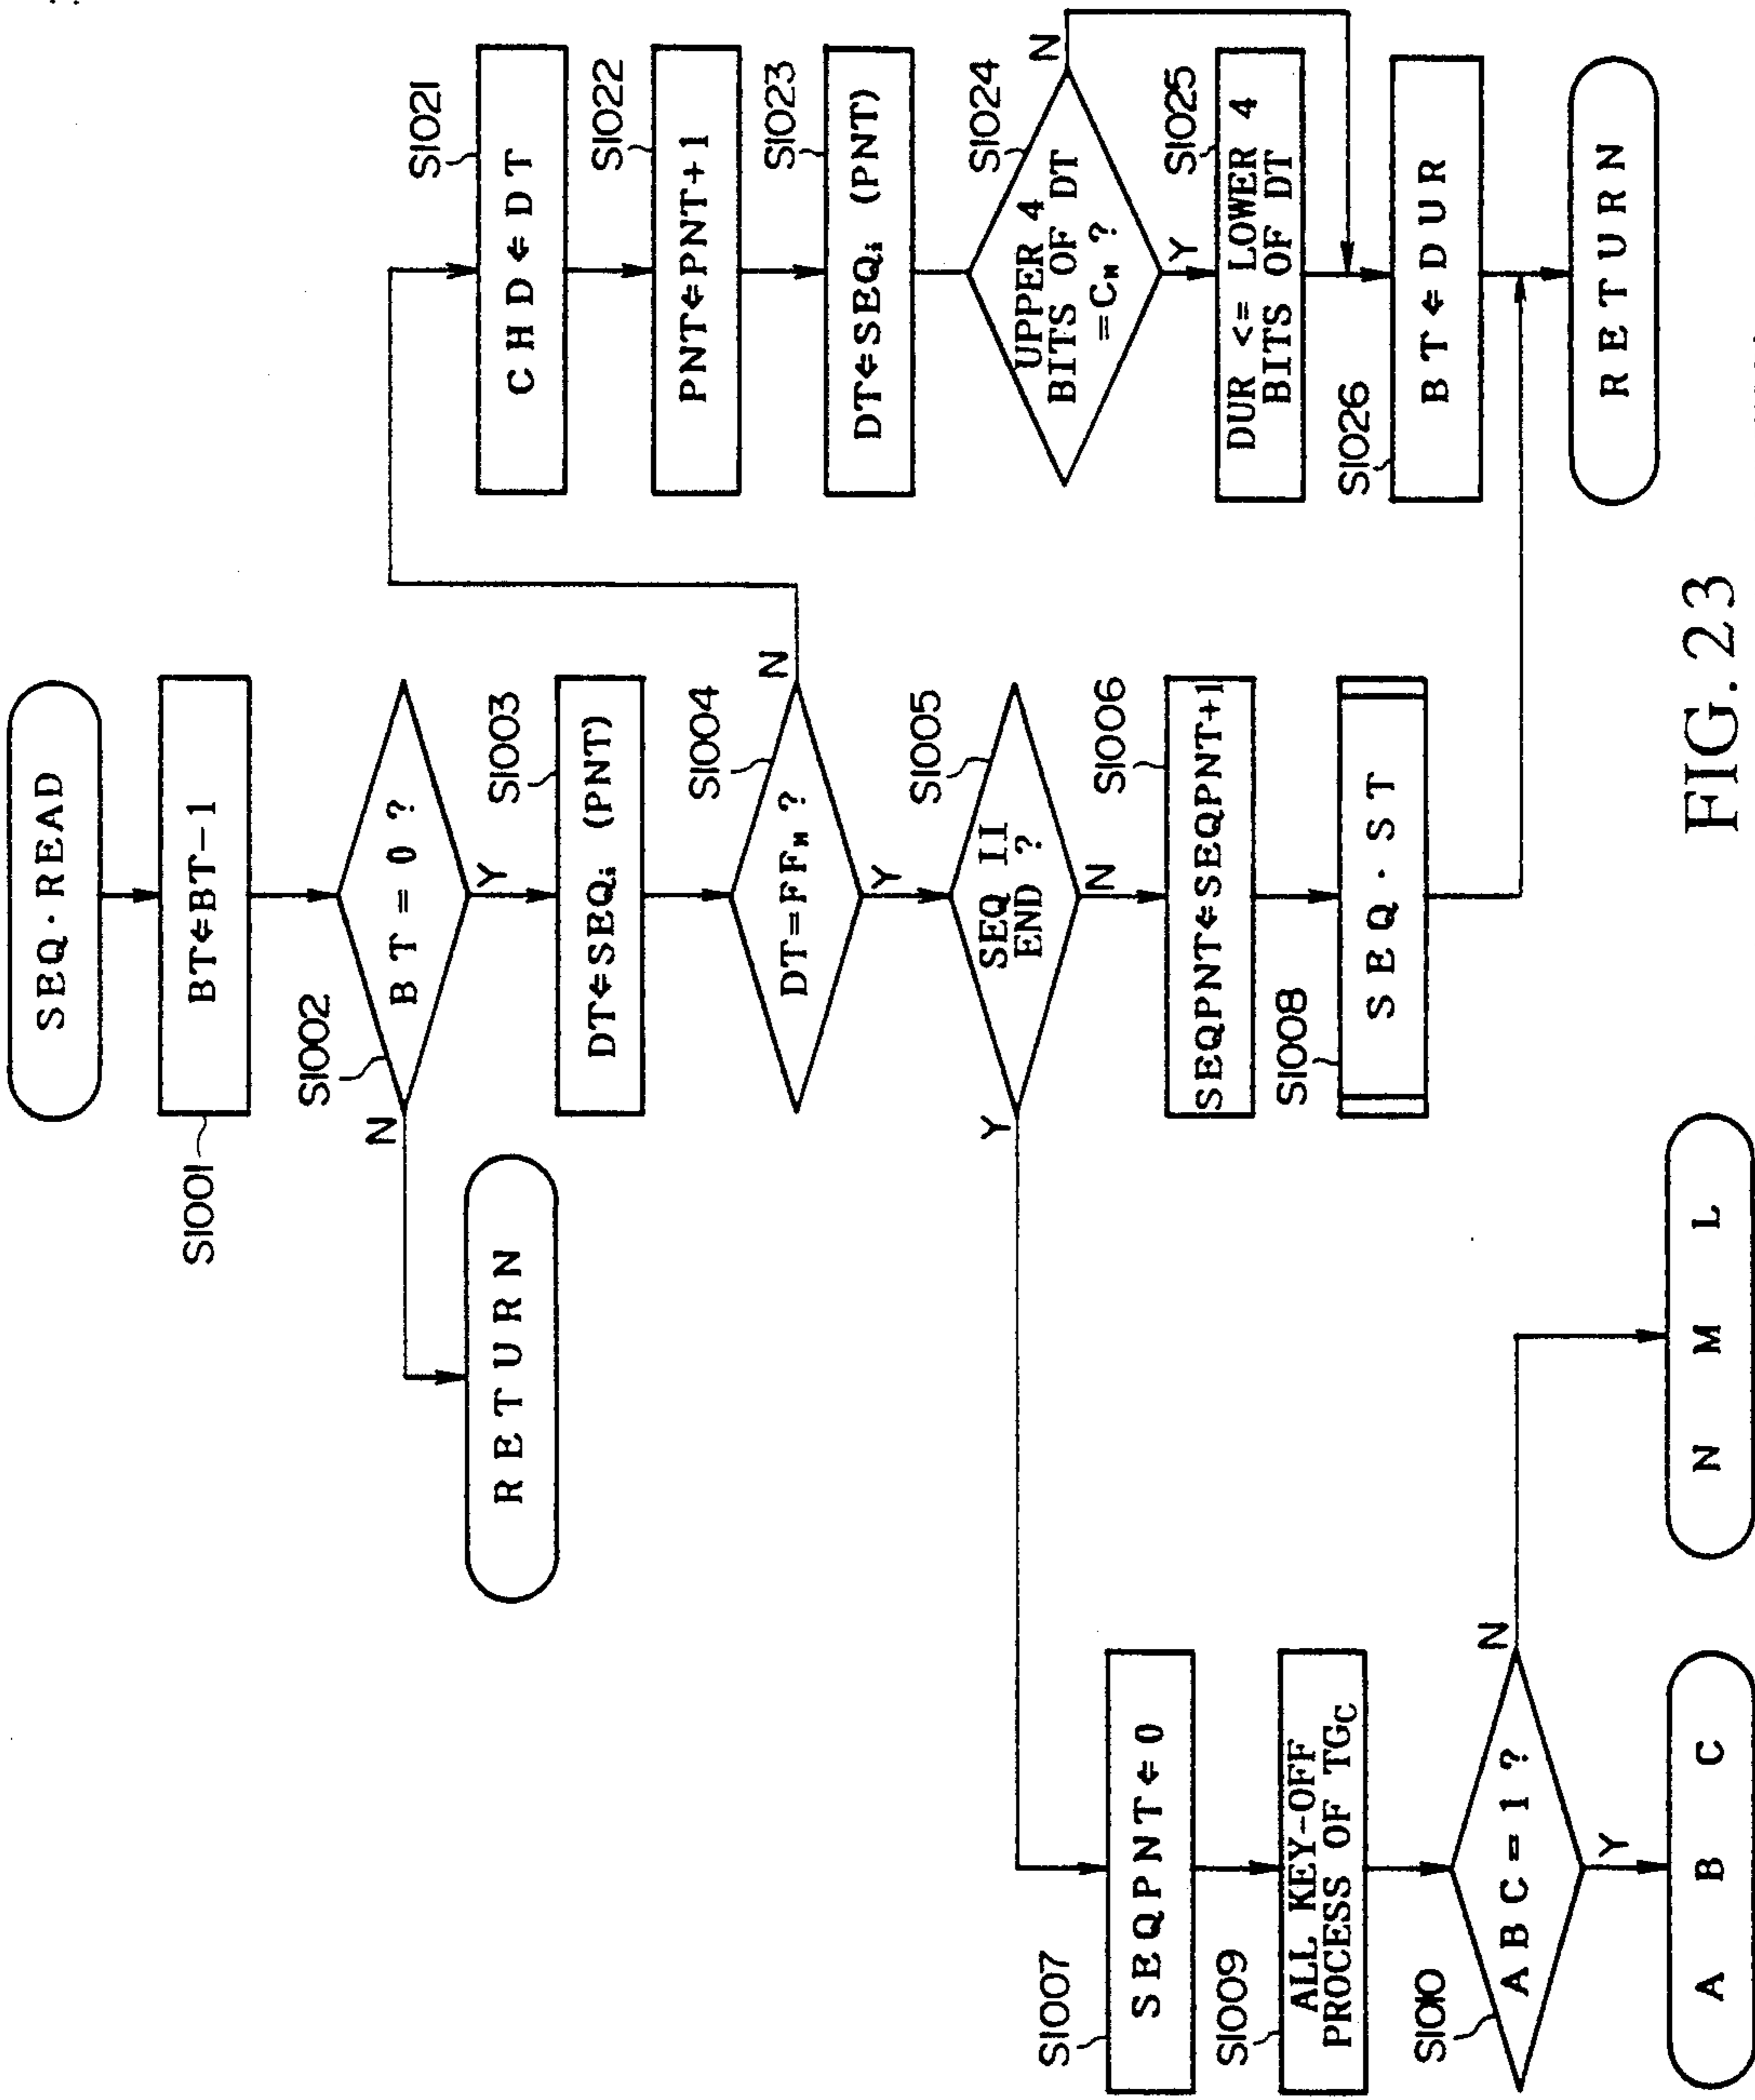 SEQ·READ
S1001
BT⇐BT-1
S1002
BT=0?
N
Y
RETURN
S1003
DT⇐SEQi (PNT)
S1004
DT=FFH?
N
Y
S1005
SEQ II
END ?
Y
N
S1006
SEQPNT⇐SEQPNT+1
S1008
SEQ·ST
S1007
SEQPNT⇐0
S1009
ALL KEY-OFF
PROCESS OF TGC
S1010
ABC=1?
N
Y
ABC
NML
S1021
CHD⇐DT
S1022
PNT⇐PNT+1
S1023
DT⇐SEQi (PNT)
S1024
UPPER 4
BITS OF DT
=CH ?
N
Y
S1025
DUR <= LOWER 4
BITS OF DT
S1026
BT⇐DUR
RETURN
FIG. 23